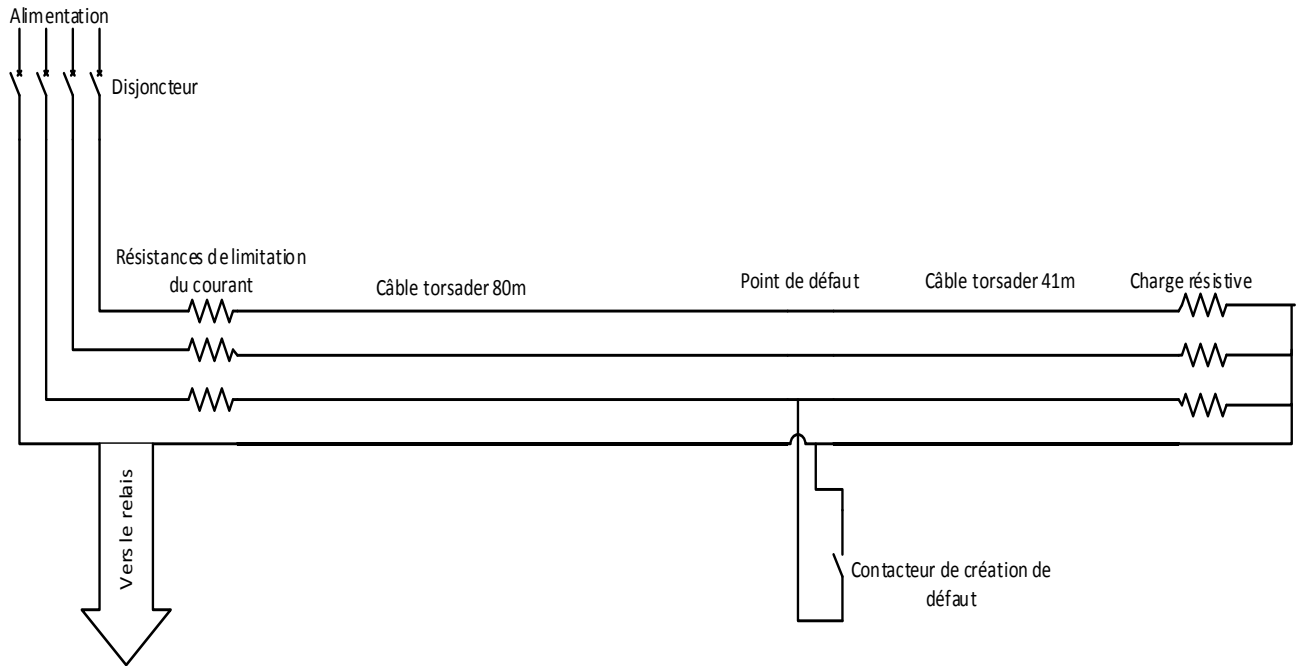 Alimentation
Disjoncteur
Résistances de limitation
du courant
Câble torsader 80m
Point de défaut
Câble torsader 41m
Charge résistive
Vers le relais
Contacteur de création de
défaut